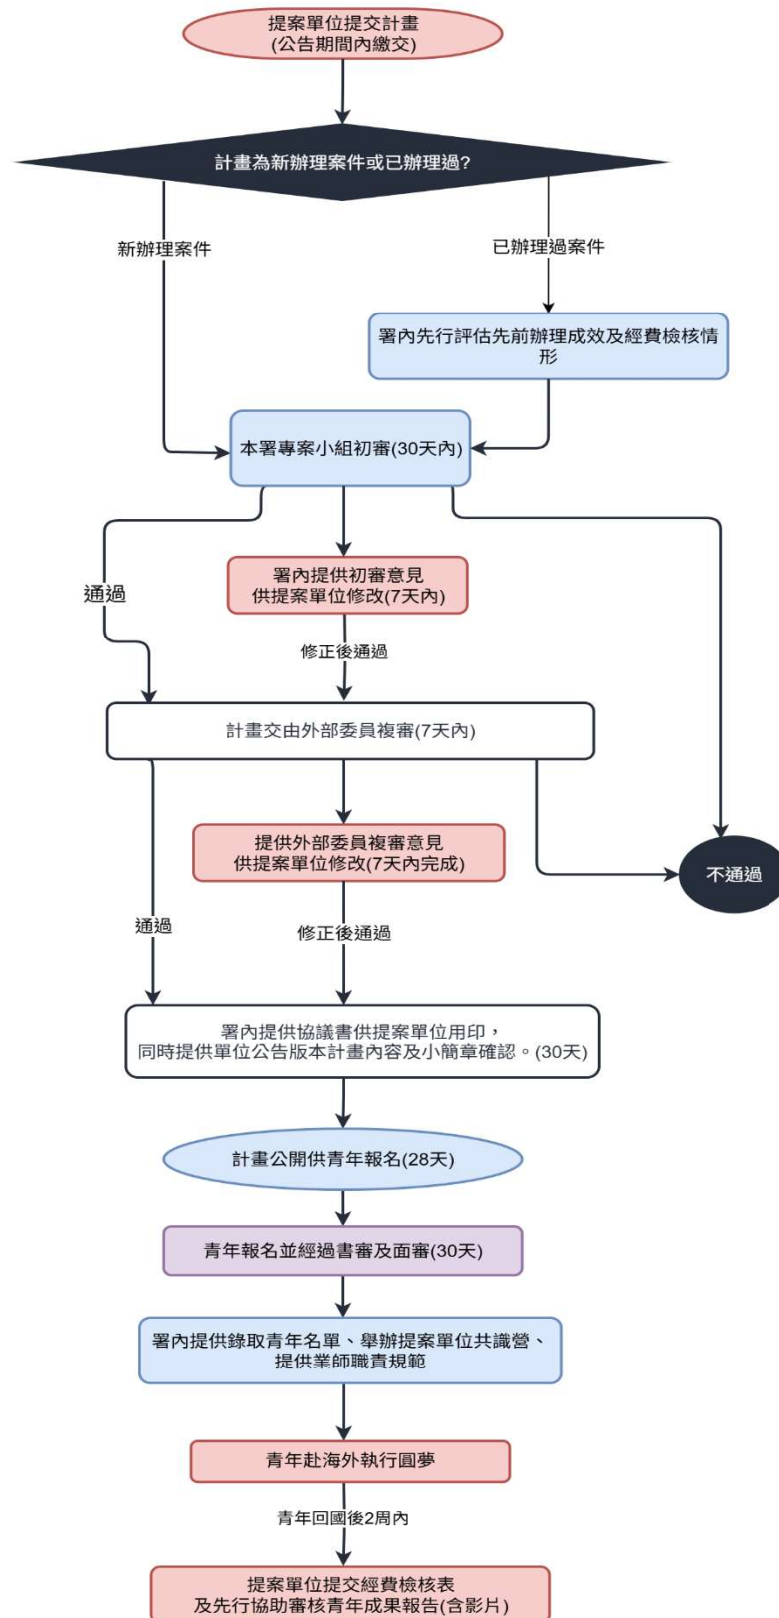 提案單位提交計畫
(公告期間內繳交)
計畫為新辦理案件或已辦理過?
新辦理案件
已辦理過案件
署內先行評估先前辦理成效及經費檢核情
形
本署專案小組初審(30天內)
署內提供初審意見
供提案單位修改(7天內)
通過
修正後通過
計畫交由外部委員複審(7天內)
提供外部委員複審意見
供提案單位修改(7天內完成)
不通過
通過
修正後通過
署內提供協議書供提案單位用印，
同時提供單位公告版本計畫內容及小簡章確認。(30天)
計畫公開供青年報名(28天)
青年報名並經過書審及面審(30天)
署內提供錄取青年名單、舉辦提案單位共識營、
提供業師職責規範
青年赴海外執行圓夢
青年回國後2周內
提案單位提交經費檢核表
及先行協助審核青年成果報告(含影片)